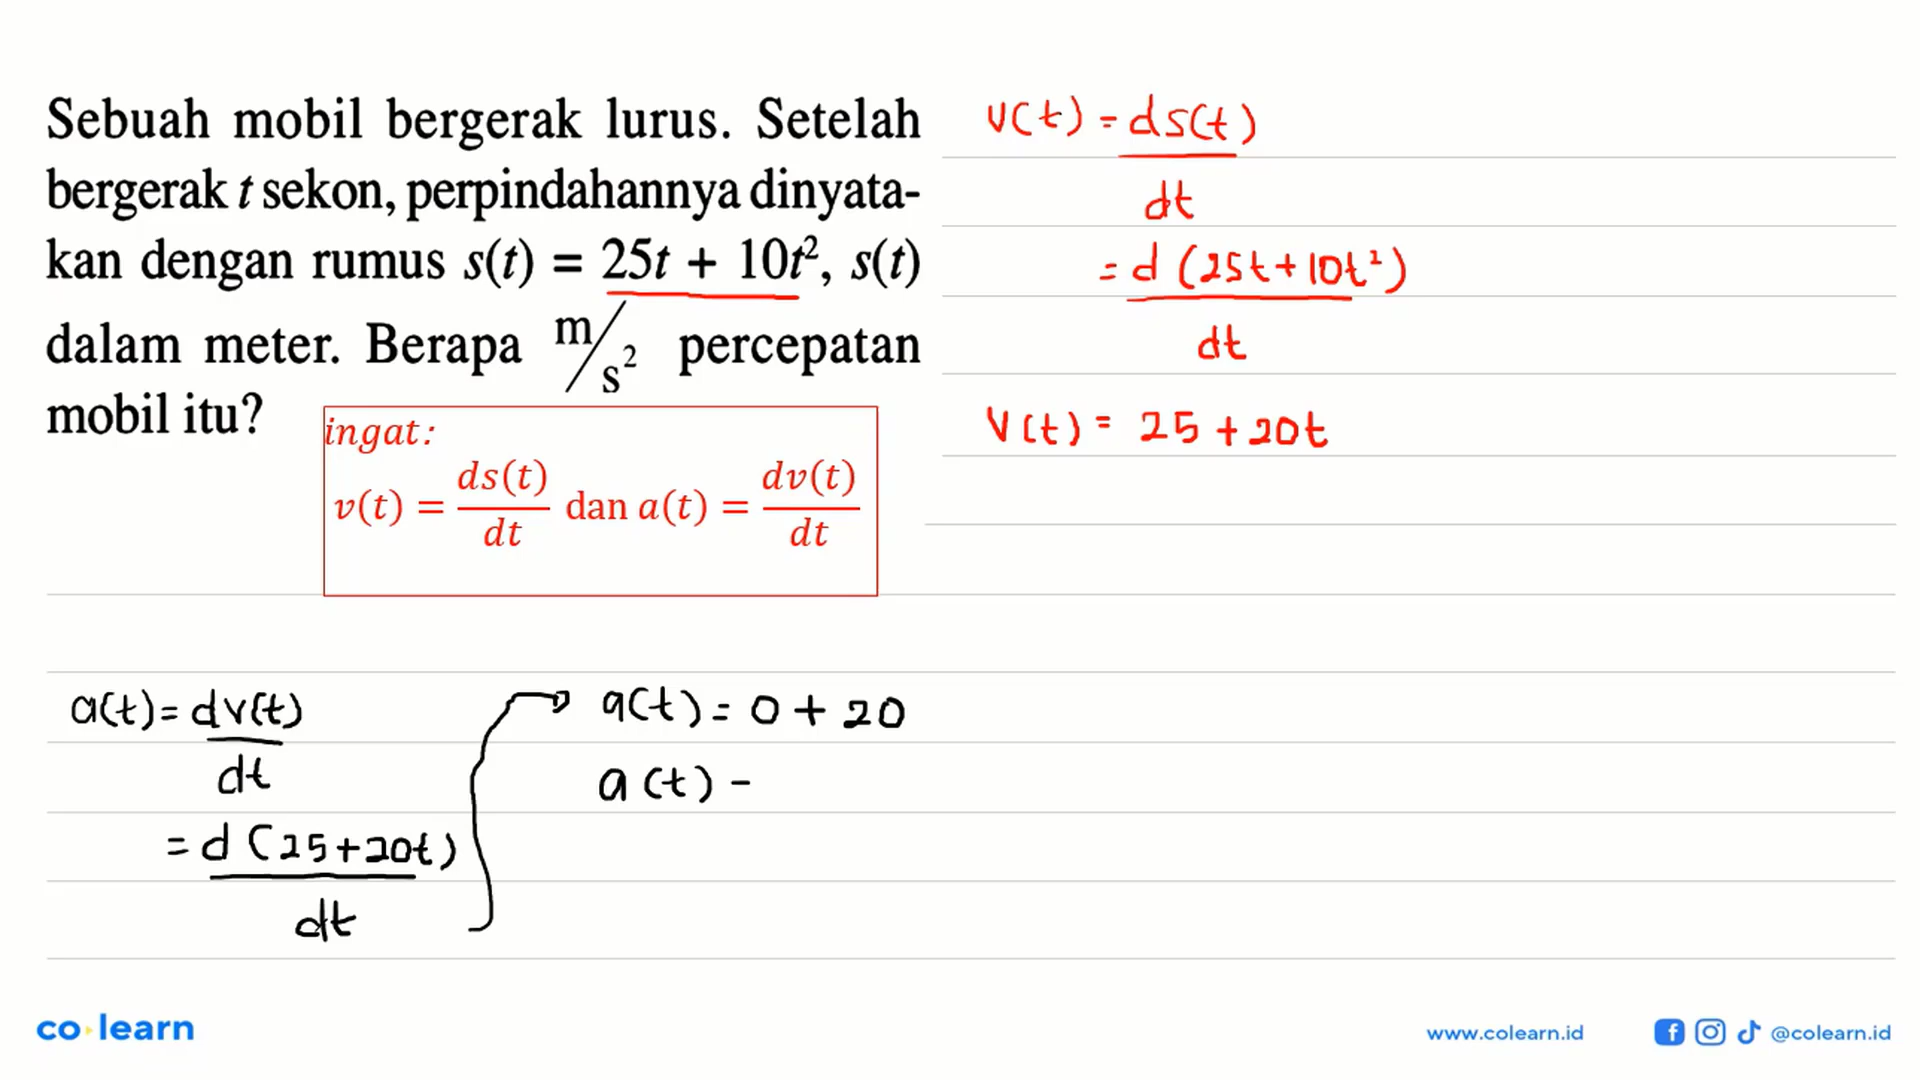 Sebuah mobil bergerak lurus. Setelah
bergerak t sekon, perpindahannya dinyata-
kan dengan rumus s(t) = 25t + 10t², s(t)
dalam meter. Berapa m/s² percepatan
mobil itu?
ingat:
v(t) = ds(t)/dt dan a(t) = dv(t)/dt
v(t) = ds(t)
dt
= d (25t+10t²)
dt
V(t) = 25 + 20t
a(t) = dv(t)
dt
= d (25+20t)
dt
a(t) = 0 + 20
a(t) -
co learn
www.colearn.id
@colearn.id